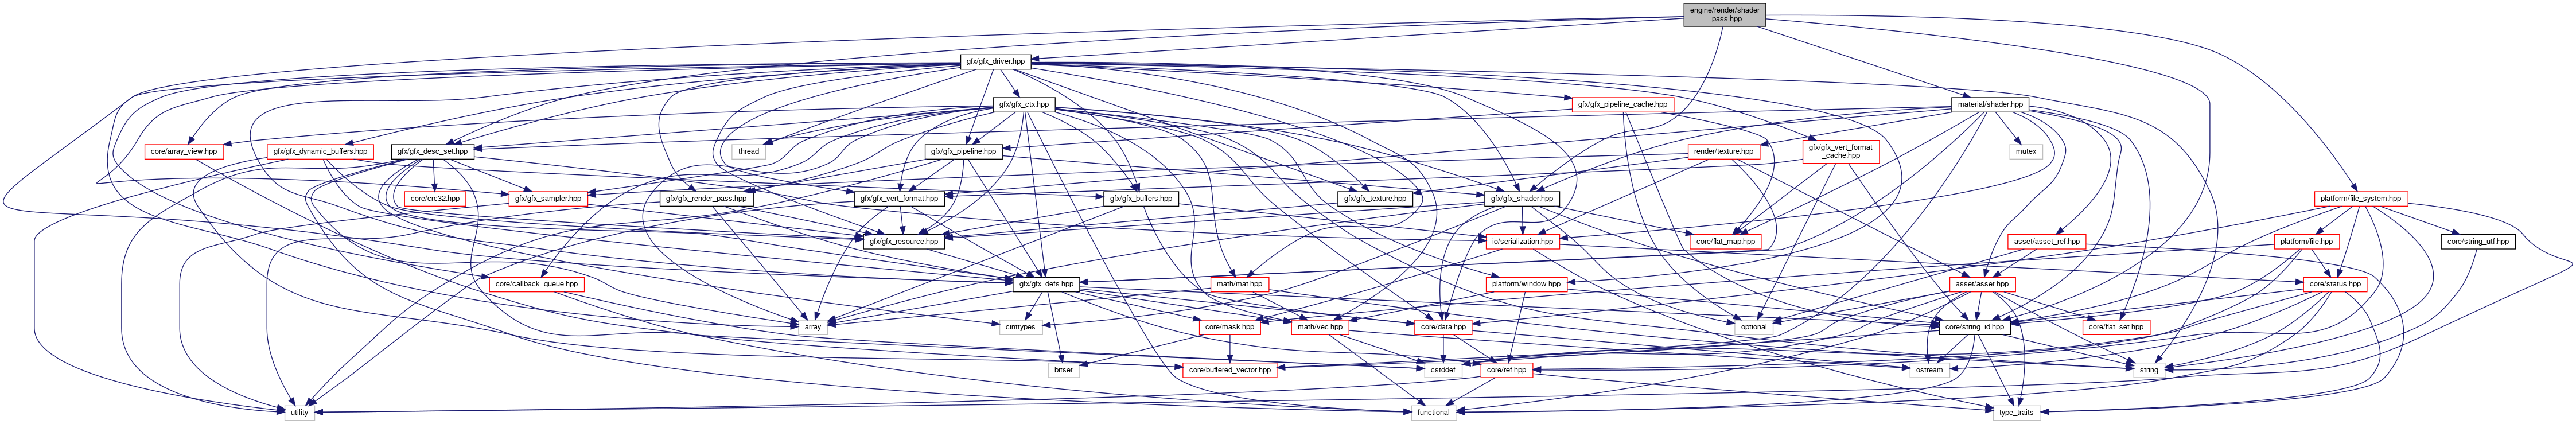 engine/render/shader
_pass.hpp
gfx/gfx_driver.hpp
gfx/gfx_ctx.hpp
gfx/gfx_pipeline_cache.hpp
material/shader.hpp
core/array_view.hpp
gfx/gfx_dynamic_buffers.hpp
gfx/gfx_desc_set.hpp
thread
gfx/gfx_pipeline.hpp
render/texture.hpp
gfx/gfx_vert_format
_cache.hpp
mutex
core/crc32.hpp
gfx/gfx_sampler.hpp
gfx/gfx_render_pass.hpp
gfx/gfx_vert_format.hpp
gfx/gfx_buffers.hpp
gfx/gfx_texture.hpp
gfx/gfx_shader.hpp
platform/file_system.hpp
gfx/gfx_resource.hpp
io/serialization.hpp
core/flat_map.hpp
asset/asset_ref.hpp
platform/file.hpp
core/string_utf.hpp
core/callback_queue.hpp
gfx/gfx_defs.hpp
math/mat.hpp
platform/window.hpp
asset/asset.hpp
core/status.hpp
array
cinttypes
core/mask.hpp
math/vec.hpp
core/data.hpp
optional
core/string_id.hpp
core/flat_set.hpp
bitset
core/buffered_vector.hpp
cstddef
core/ref.hpp
ostream
string
utility
functional
type_traits